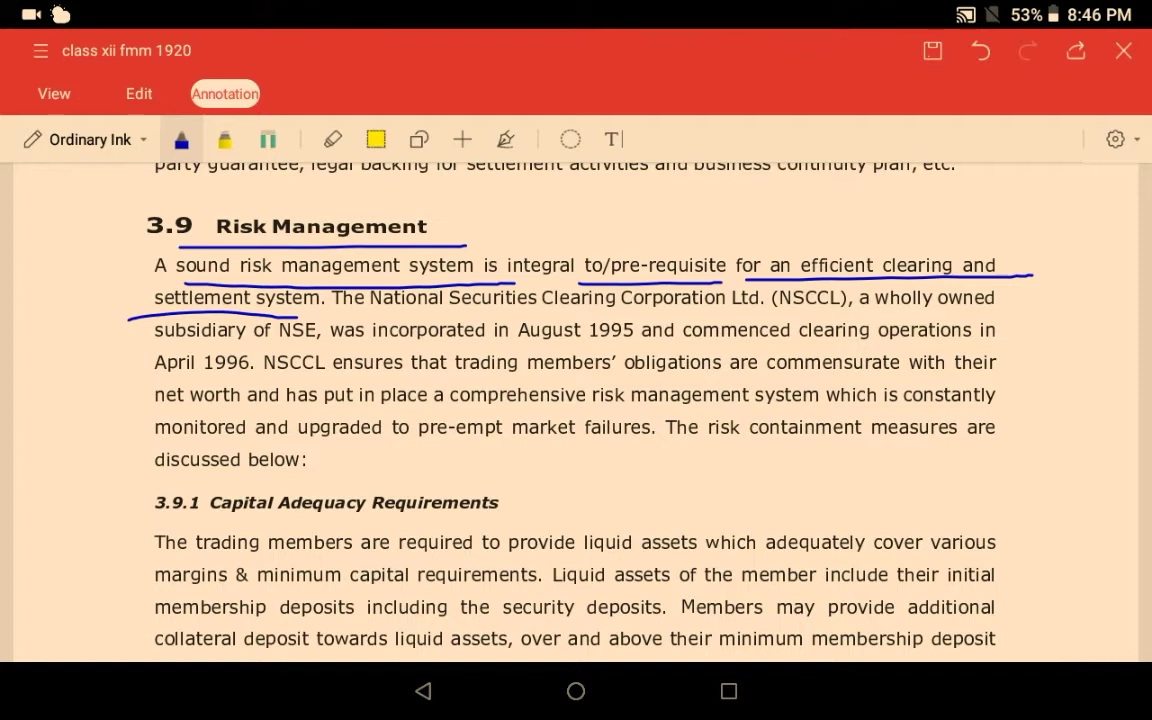 53% 8:46 PM
class xii fmm 1920
View Edit Annotation
Ordinary Ink T
party guarantee, legal backing for settlement activities and business continuity plan, etc.
3.9 Risk Management
A sound risk management system is integral to/pre-requisite for an efficient clearing and
settlement system. The National Securities Clearing Corporation Ltd. (NSCCL), a wholly owned
subsidiary of NSE, was incorporated in August 1995 and commenced clearing operations in
April 1996. NSCCL ensures that trading members’ obligations are commensurate with their
net worth and has put in place a comprehensive risk management system which is constantly
monitored and upgraded to pre-empt market failures. The risk containment measures are
discussed below:
3.9.1 Capital Adequacy Requirements
The trading members are required to provide liquid assets which adequately cover various
margins & minimum capital requirements. Liquid assets of the member include their initial
membership deposits including the security deposits. Members may provide additional
collateral deposit towards liquid assets, over and above their minimum membership deposit